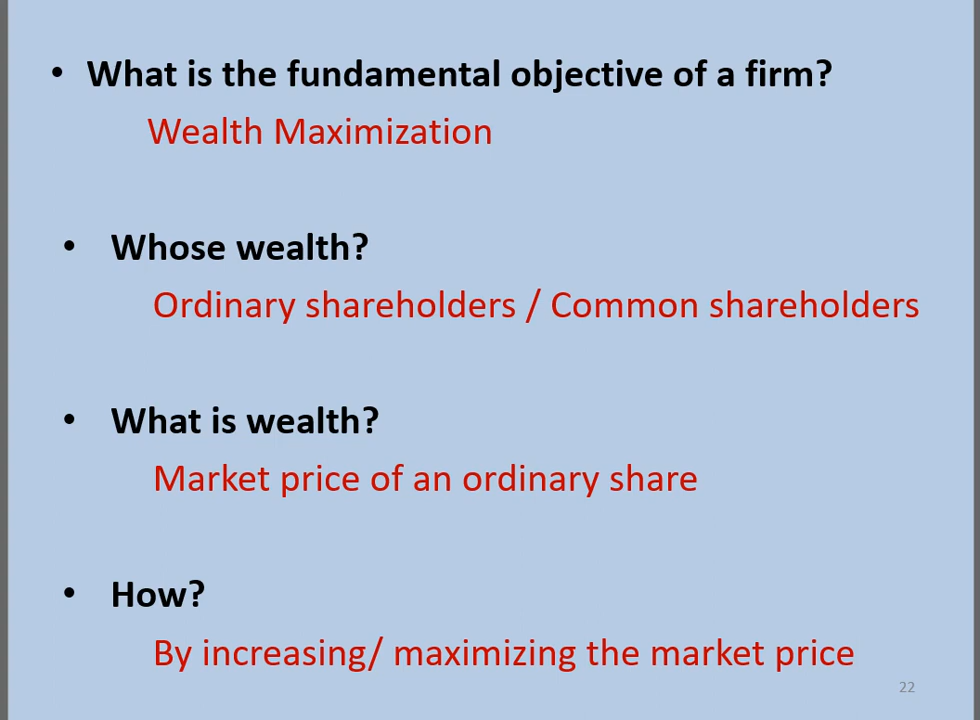 • What is the fundamental objective of a firm?
Wealth Maximization
• Whose wealth?
Ordinary shareholders / Common shareholders
• What is wealth?
Market price of an ordinary share
• How?
By increasing/ maximizing the market price
22